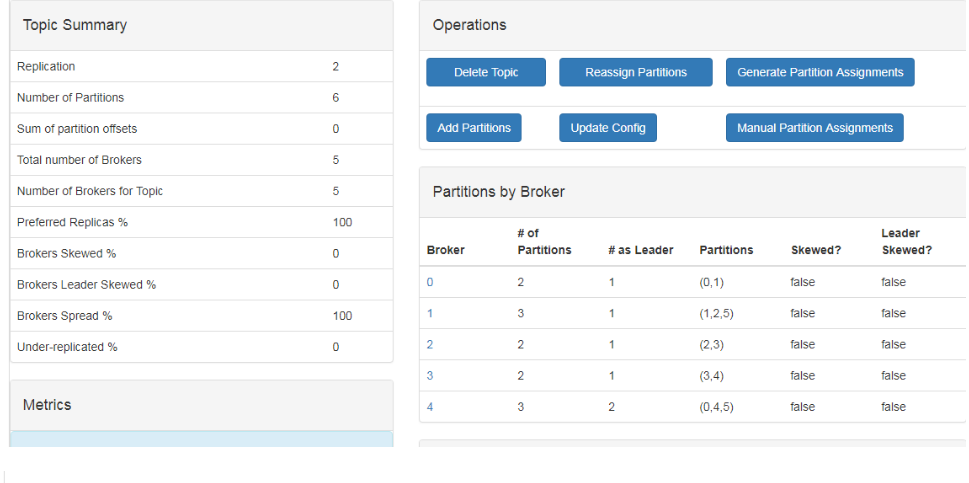 Topic Summary
Replication 2
Number of Partitions 6
Sum of partition offsets 0
Total number of Brokers 5
Number of Brokers for Topic 5
Preferred Replicas % 100
Brokers Skewed % 0
Brokers Leader Skewed % 0
Brokers Spread % 100
Under-replicated % 0
Metrics
Operations
Delete Topic Reassign Partitions Generate Partition Assignments
Add Partitions Update Config Manual Partition Assignments
Partitions by Broker
Broker # of Partitions # as Leader Partitions Skewed? Leader Skewed?
0 2 1 (0,1) false false
1 3 1 (1,2,5) false false
2 2 1 (2,3) false false
3 2 1 (3,4) false false
4 3 2 (0,4,5) false false